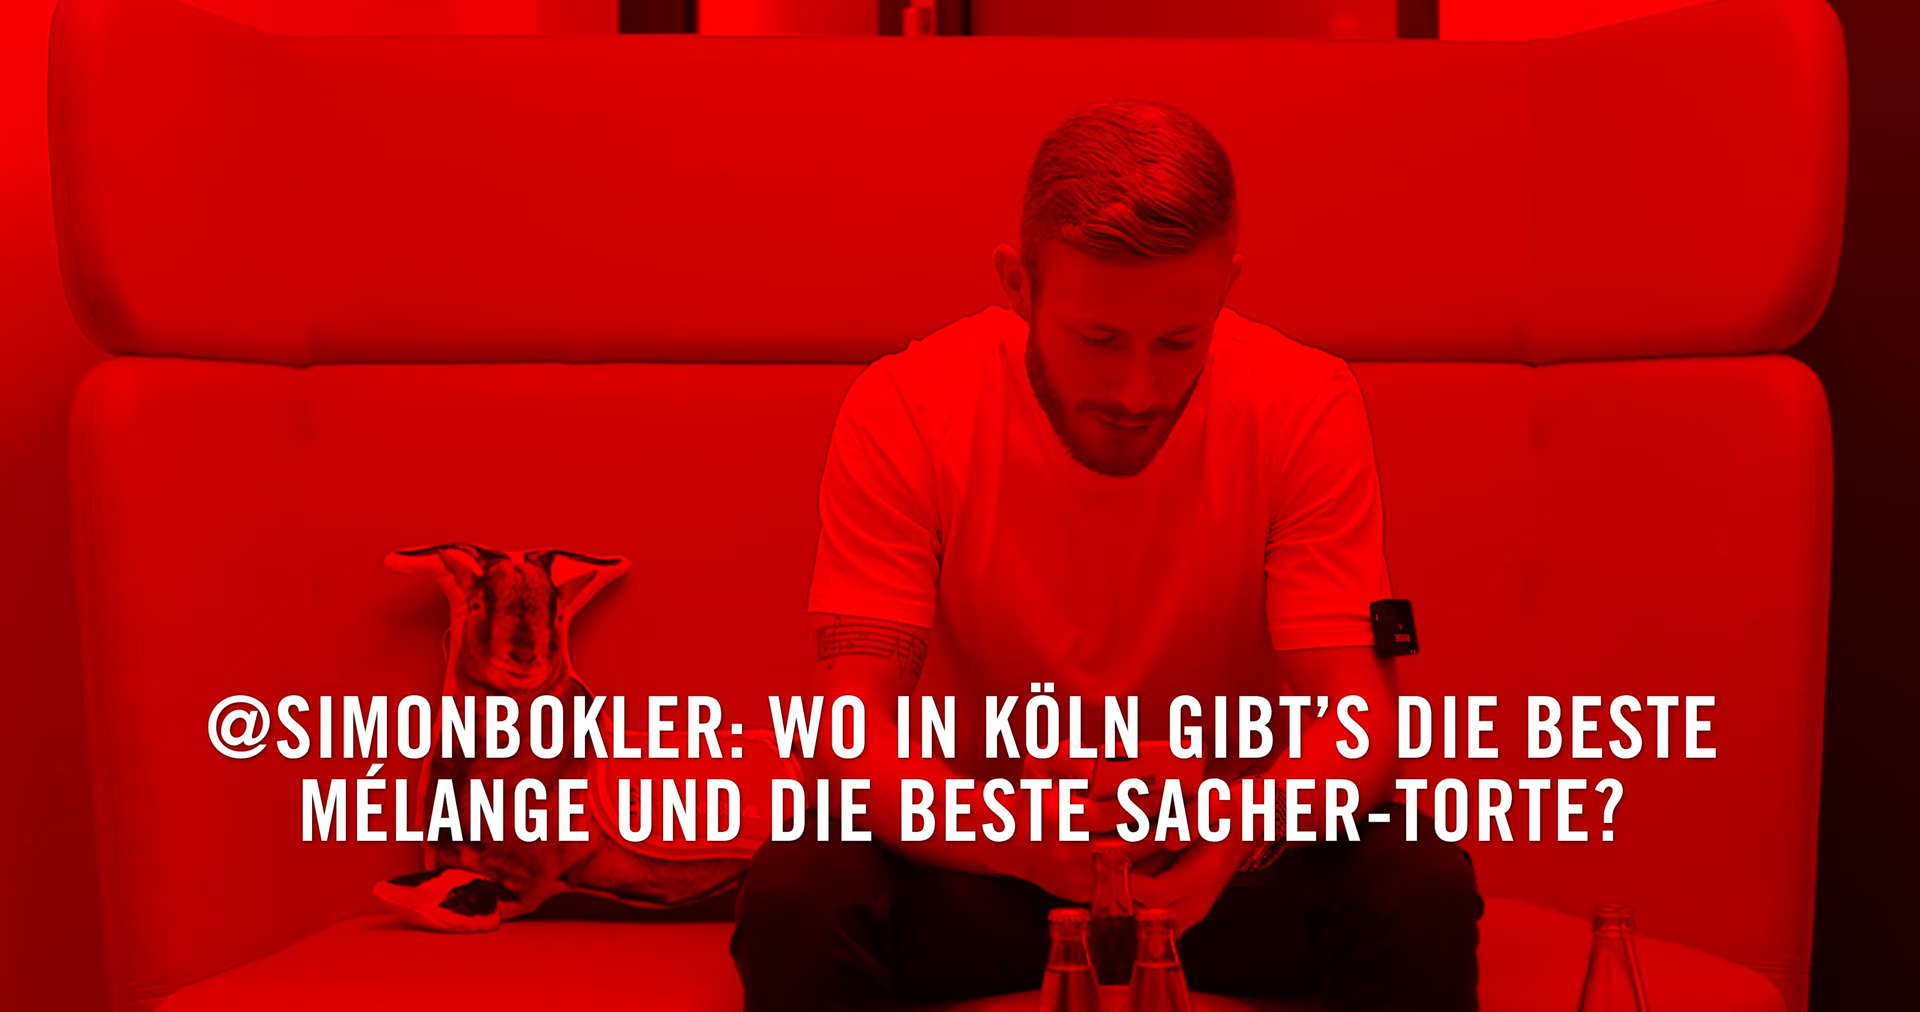 @SIMONBOKLER: WO IN KÖLN GIBT’S DIE BESTE
MÉLANGE UND DIE BESTE SACHER-TORTE?